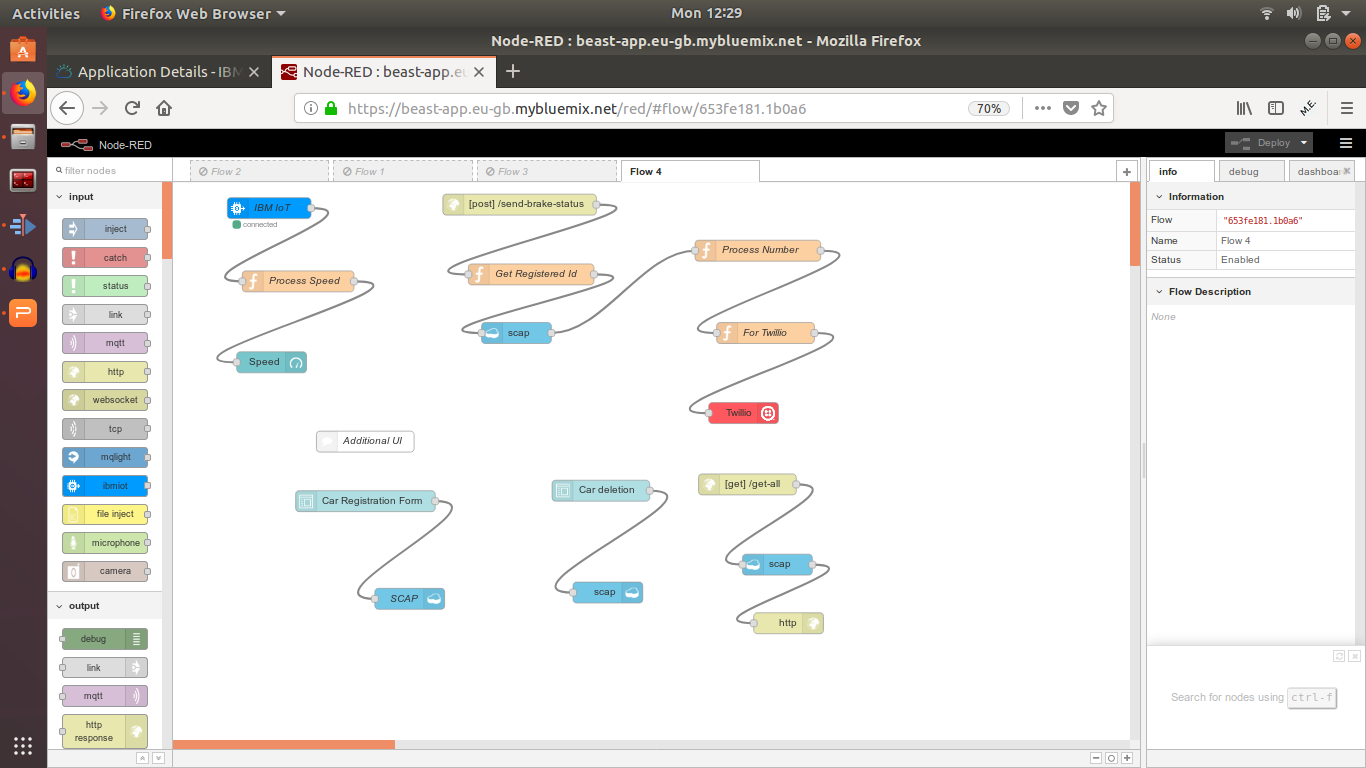 Activities
Firefox Web Browser
Mon 12:29
Node-RED : beast-app.eu-gb.mybluemix.net - Mozilla Firefox
Application Details - IBM
Node-RED : beast-app.eu
https://beast-app.eu-gb.mybluemix.net/red/#flow/653fe181.1b0a6
70%
M.E.
Node-RED
Deploy
filter nodes
Flow 2
Flow 1
Flow 3
Flow 4
info
debug
dashboar
input
inject
catch
status
link
mqtt
http
websocket
tcp
mqlight
ibmiot
file inject
microphone
camera
output
debug
link
mqtt
http
response
IBM IoT
connected
Process Speed
Speed
[post] /send-brake-status
Get Registered Id
scap
Process Number
For Twillio
Twillio
Additional UI
Car Registration Form
SCAP
Car deletion
scap
[get] /get-all
scap
http
Information
Flow "653fe181.1b0a6"
Name Flow 4
Status Enabled
Flow Description
None
Search for nodes using ctrl-f